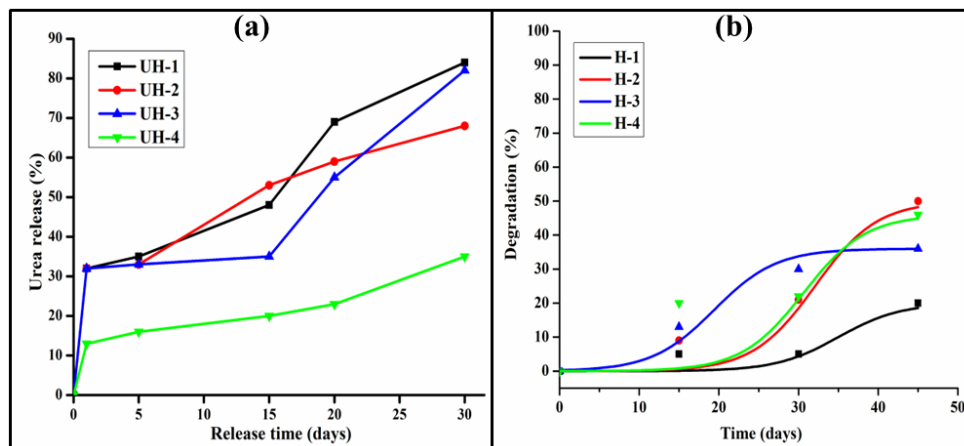 (a)
90
80
70
60
50
40
30
20
10
0
Urea release (%)
UH-1
UH-2
UH-3
UH-4
0 5 15 20 30
Release time (days)
(b)
100
90
80
70
60
50
40
30
20
10
0
Degradation (%)
H-1
H-2
H-3
H-4
0 10 20 30 40 50
Time (days)